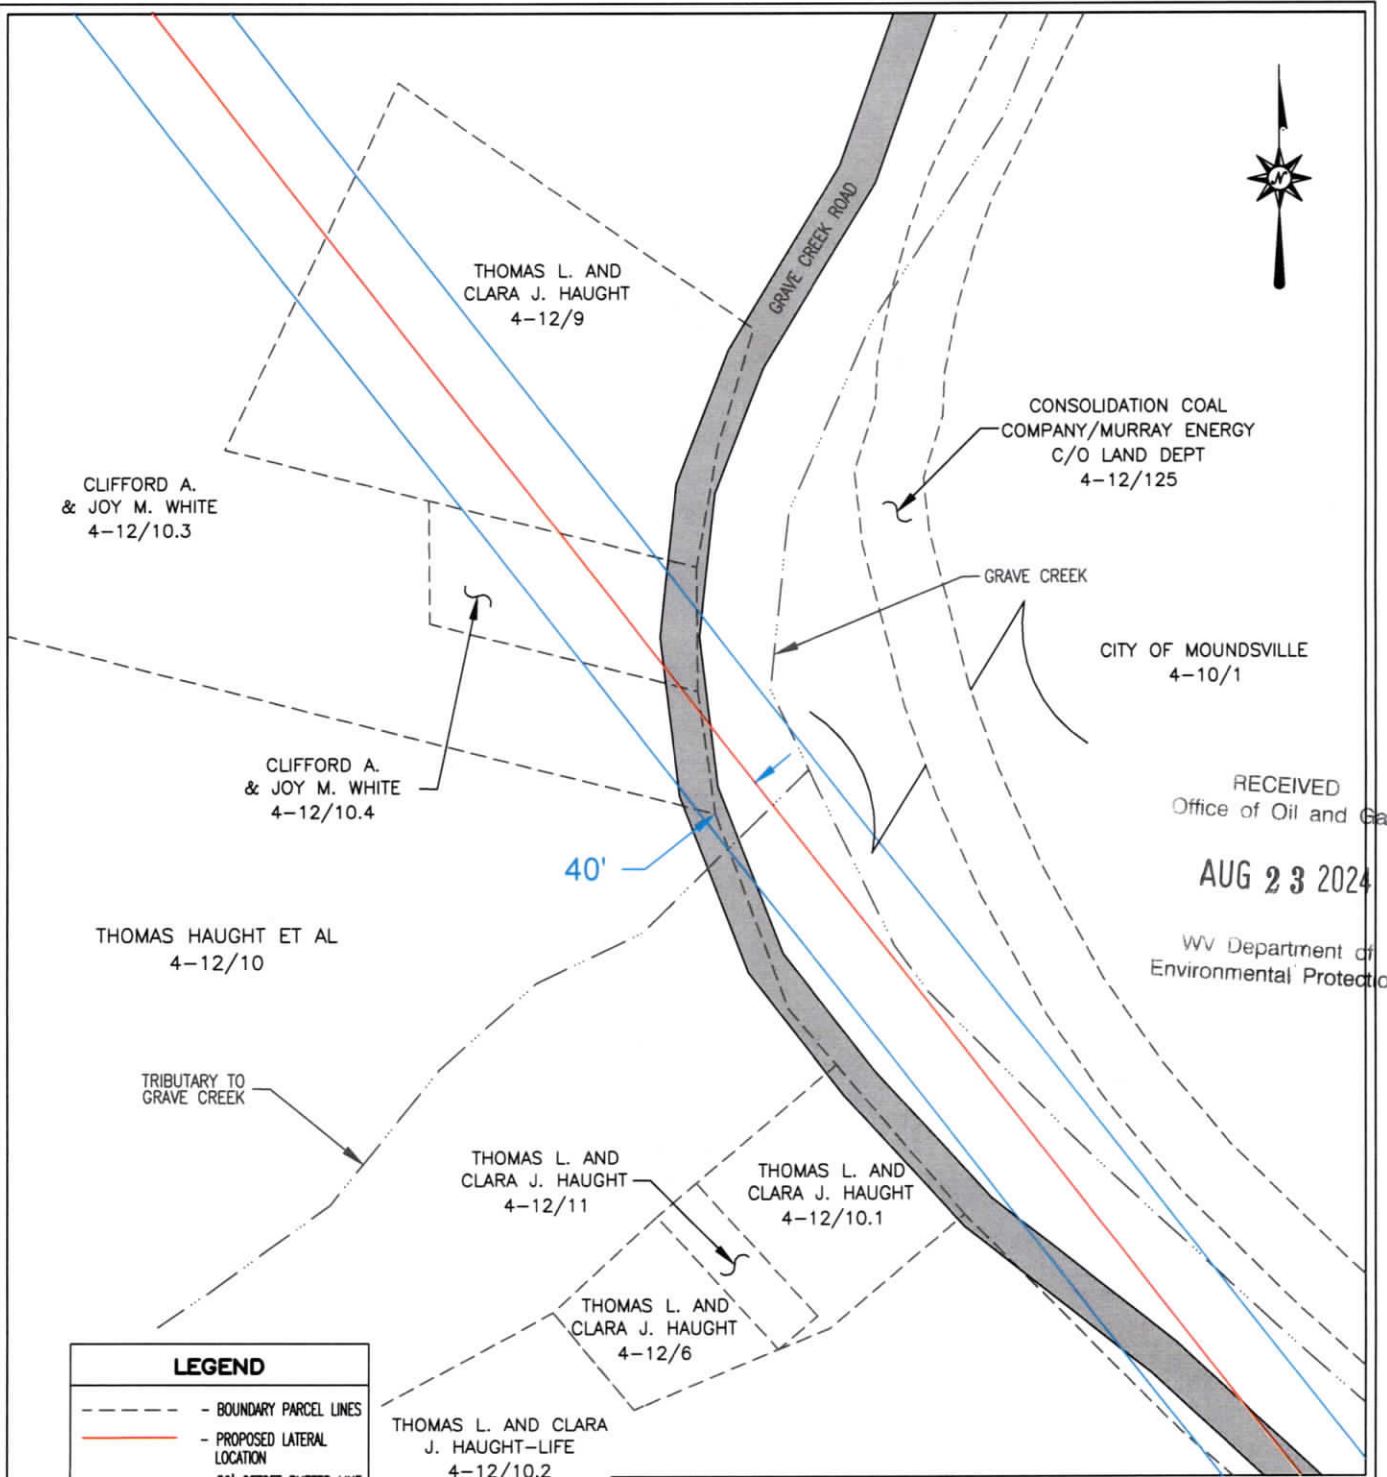 THOMAS L. AND
CLARA J. HAUGHT
4-12/9
GRAVE CREEK ROAD
N
CONSOLIDATION COAL
COMPANY/MURRAY ENERGY
C/O LAND DEPT
4-12/125
CLIFFORD A.
& JOY M. WHITE
4-12/10.3
GRAVE CREEK
CITY OF MOUNDSVILLE
4-10/1
CLIFFORD A.
& JOY M. WHITE
4-12/10.4
RECEIVED
Office of Oil and Ga
AUG 23 2024
WV Department of
Environmental Protectio
40'
THOMAS HAUGHT ET AL
4-12/10
TRIBUTARY TO
GRAVE CREEK
THOMAS L. AND
CLARA J. HAUGHT
4-12/11
THOMAS L. AND
CLARA J. HAUGHT
4-12/10.1
THOMAS L. AND
CLARA J. HAUGHT
4-12/6
LEGEND
- BOUNDARY PARCEL LINES
- PROPOSED LATERAL
LOCATION
THOMAS L. AND CLARA
J. HAUGHT-LIFE
4-12/10.2